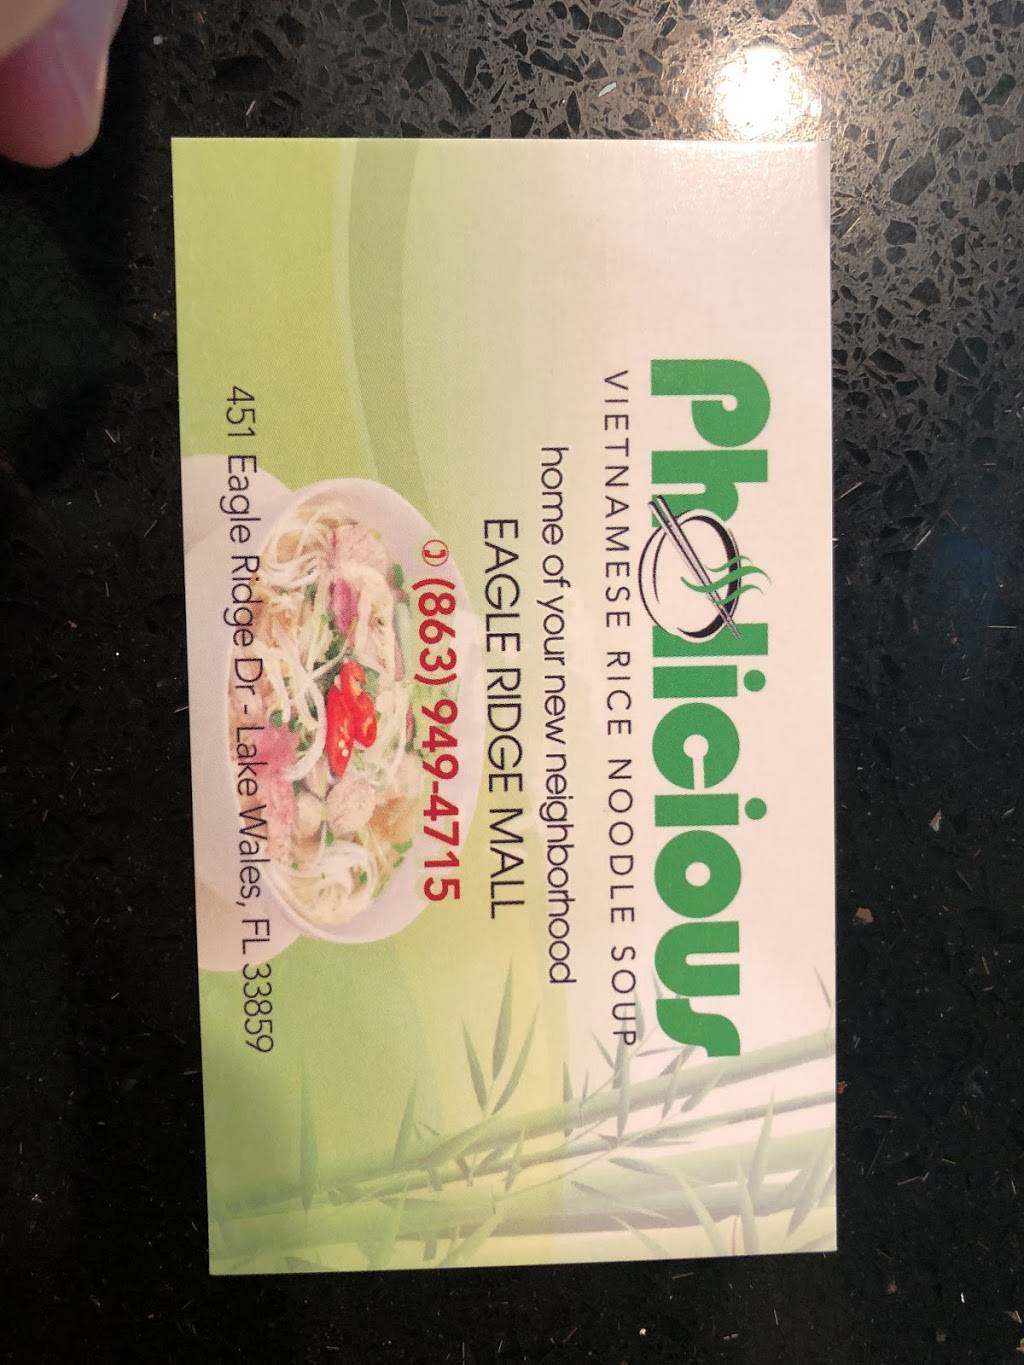 Pholicious
VIETNAMESE RICE NOODLE SOUP
home of your new neighborhood
EAGLE RIDGE MALL
(863) 949-4715
451 Eagle Ridge Dr - Lake Wales, FL 33859